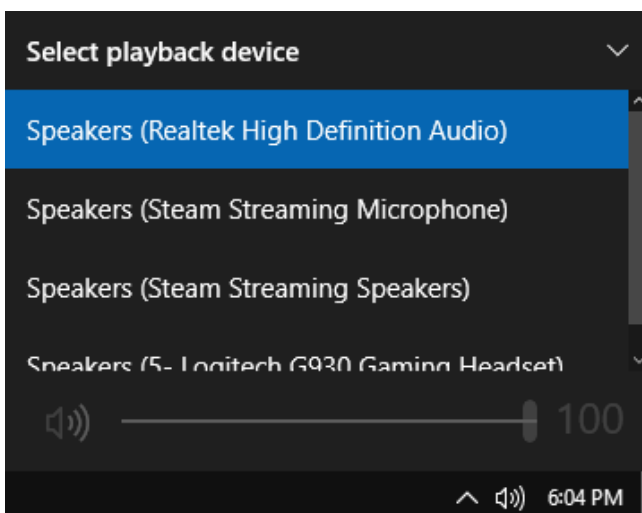 Select playback device
Speakers (Realtek High Definition Audio)
Speakers (Steam Streaming Microphone)
Speakers (Steam Streaming Speakers)
Speakers (5- Logitech G930 Gaming Headset)
100
6:04 PM